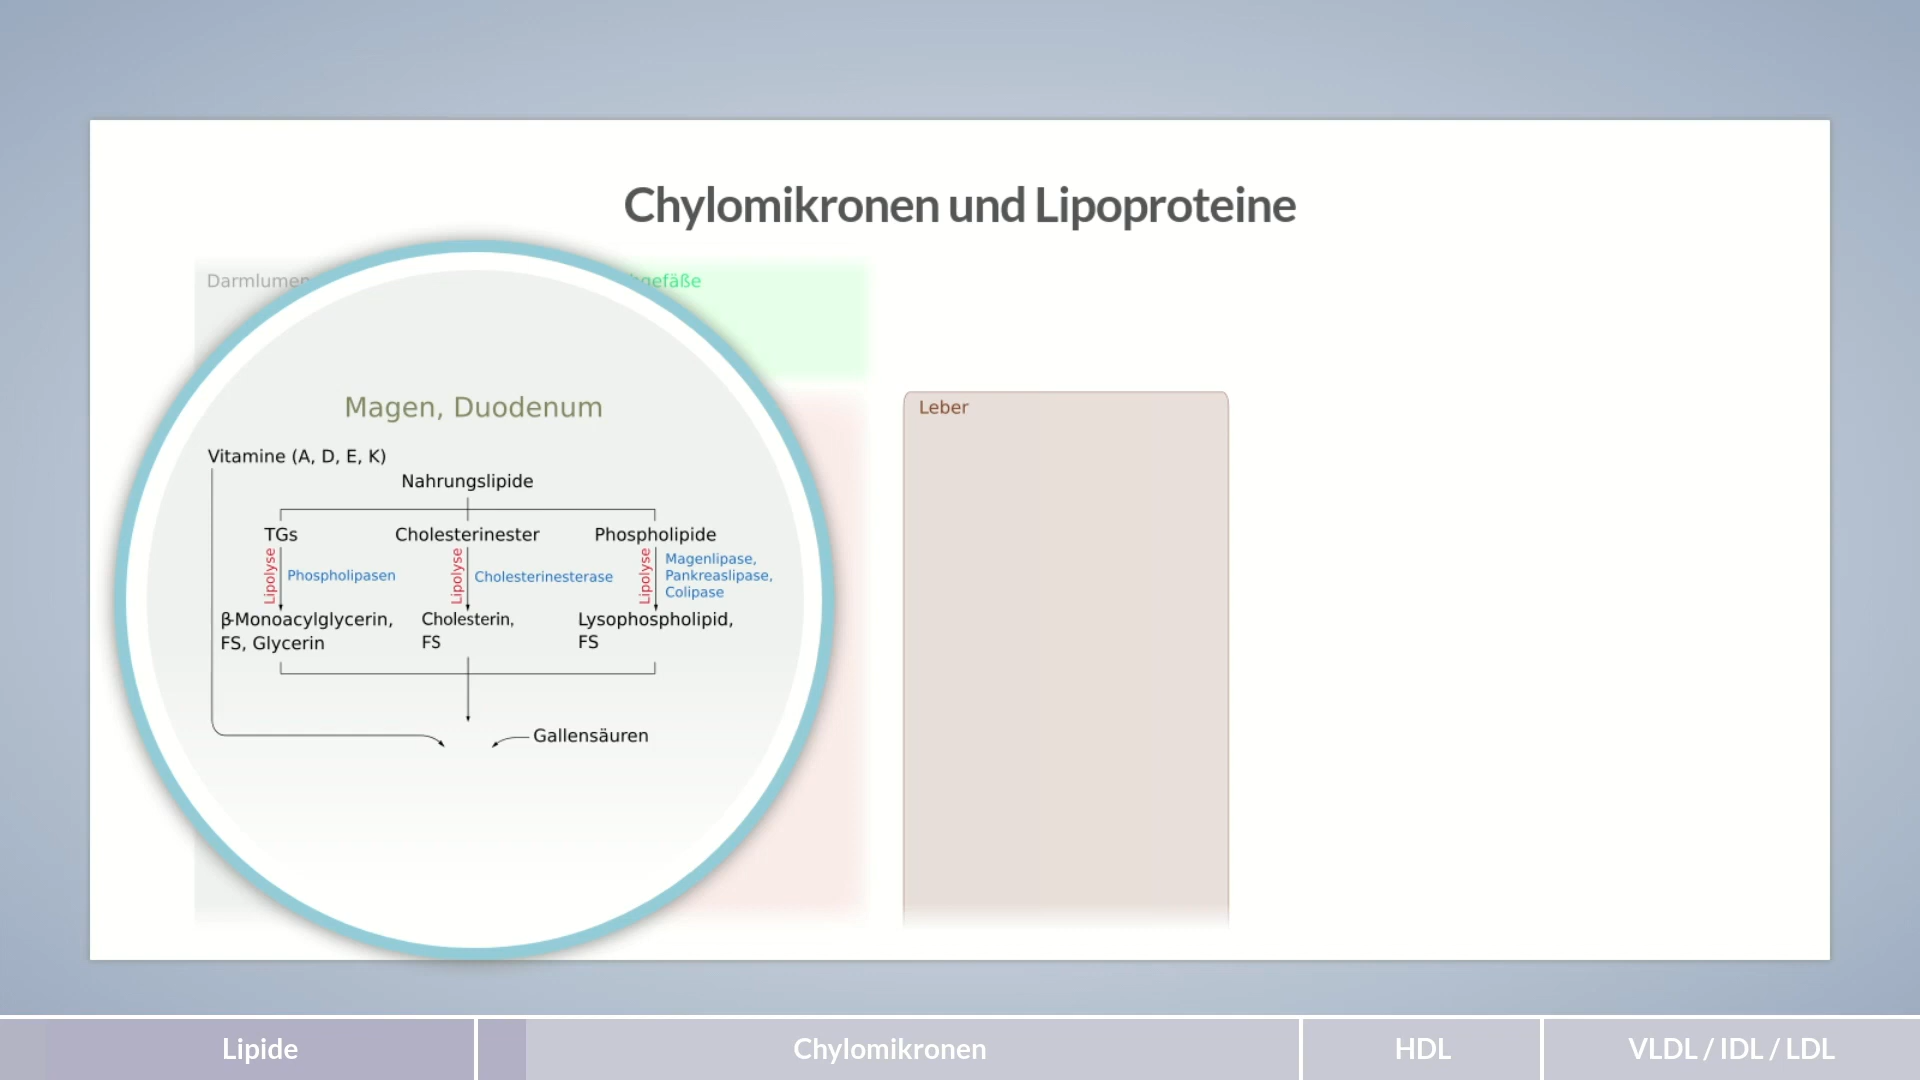 Chylomikronen und Lipoproteine
Darmlumen
gefäße
Magen, Duodenum
Leber
Vitamine (A, D, E, K)
Nahrungslipide
TGs
Cholesterinester
Phospholipide
Lipolyse
Phospholipasen
Lipolyse
Cholesterinesterase
Lipolyse
Magenlipase,
Pankreaslipase,
Colipase
β-Monoacylglycerin,
FS, Glycerin
Cholesterin,
FS
Lysophospholipid,
FS
Gallensäuren
Lipide
Chylomikronen
HDL
VLDL / IDL / LDL